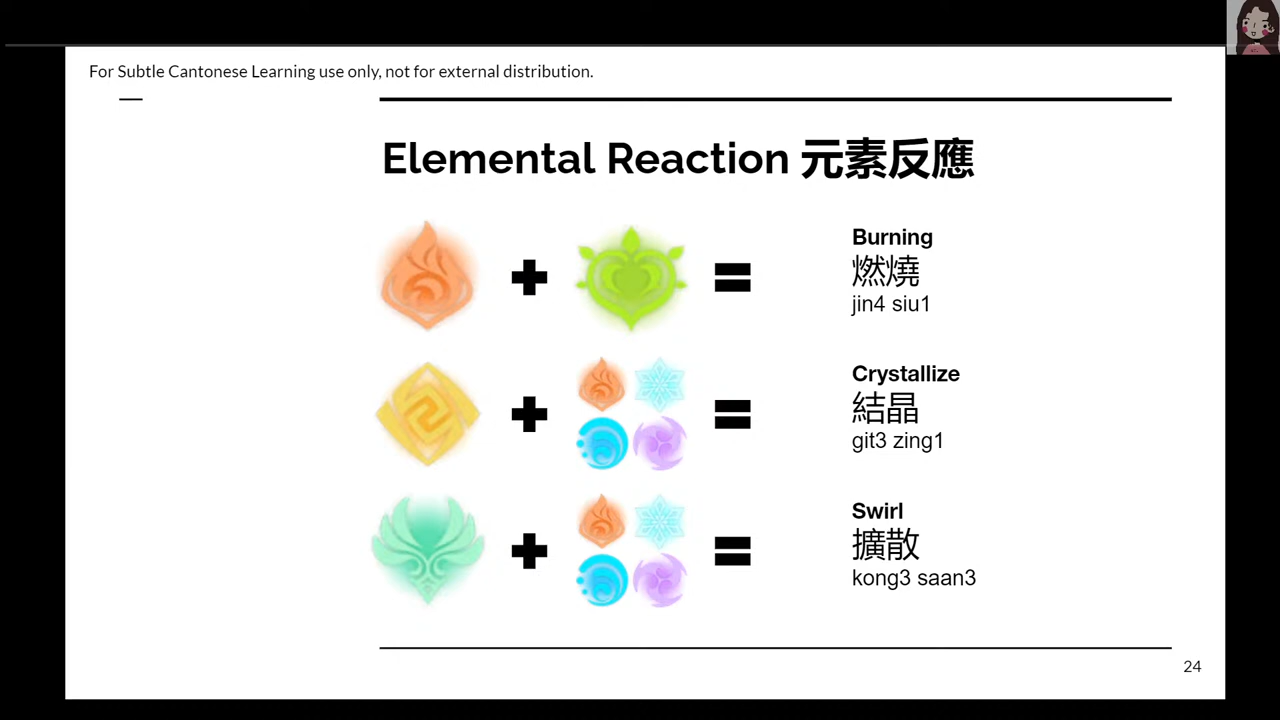 For Subtle Cantonese Learning use only, not for external distribution.
Elemental Reaction 元素反應
Burning
燃燒
jin4 siu1
Crystallize
結晶
git3 zing1
Swirl
擴散
kong3 saan3
24